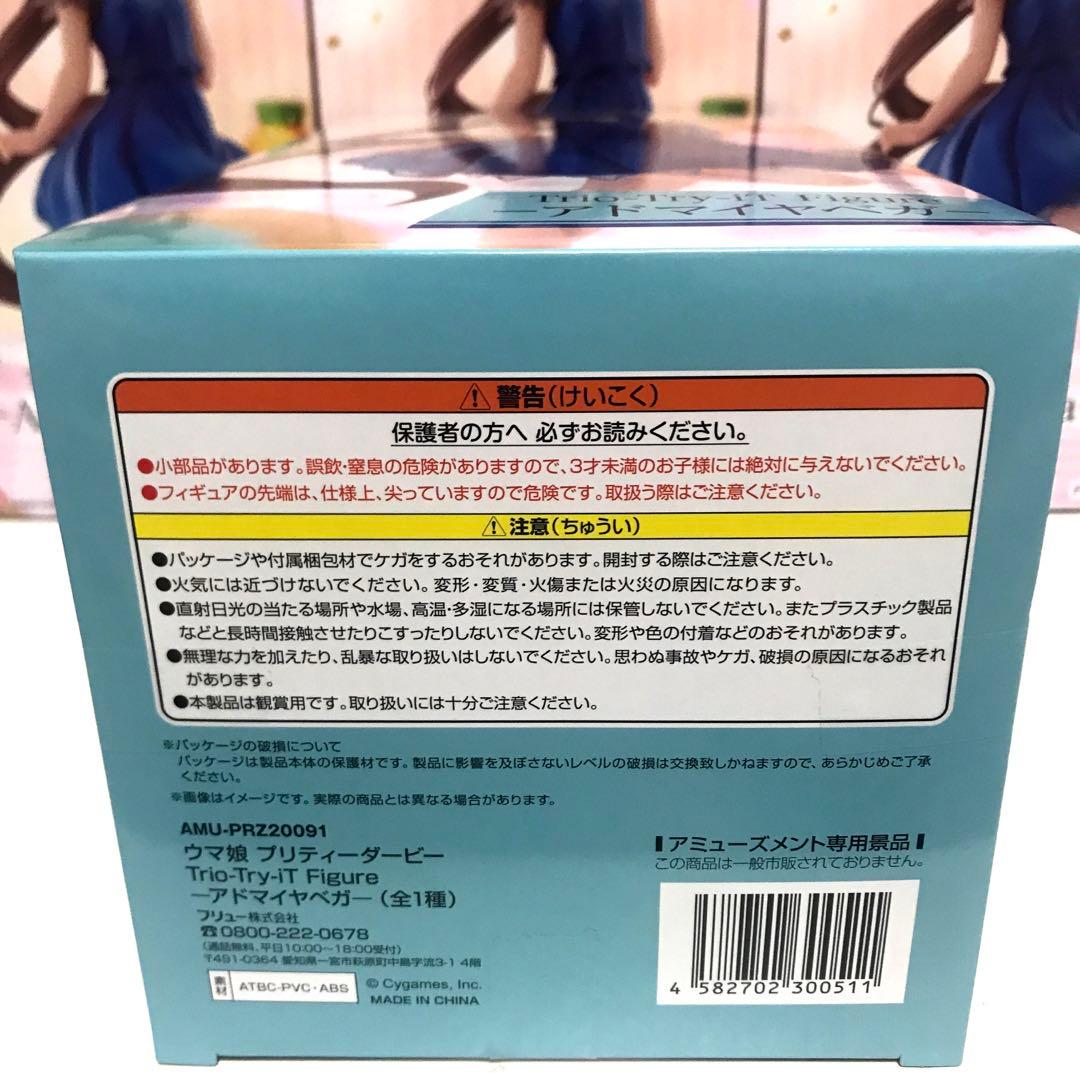 Trio-Try-iT Figure
―アドマイヤベガ―
⚠警告(けいこく)
保護者の方へ 必ずお読みください。
●小部品があります。誤飲・窒息の危険がありますので、3才未満のお子様には絶対に与えないでください。
●フィギュアの先端は、仕様上、尖っていますので危険です。取扱う際はご注意ください。
⚠注意(ちゅうい)
●パッケージや付属梱包材でケガをするおそれがあります。開封する際はご注意ください。
●火気には近づけないでください。変形・変質・火傷または火災の原因になります。
●直射日光の当たる場所や水場、高温・多湿になる場所には保管しないでください。またプラスチック製品
などと長時間接触させたりこすったりしないでください。変形や色の付着などのおそれがあります。
●無理な力を加えたり、乱暴な取り扱いはしないでください。思わぬ事故やケガ、破損の原因になるおそれ
があります。
●本製品は観賞用です。取り扱いには十分ご注意ください。
※パッケージの破損について
パッケージは製品本体の保護材です。製品に影響を及ぼさないレベルの破損は交換致しかねますので、あらかじめご了承
ください。
※画像はイメージです。実際の商品とは異なる場合があります。
AMU-PRZ20091
ウマ娘 プリティーダービー
Trio-Try-iT Figure
―アドマイヤベガ―(全1種)
フリュー株式会社
☎0800-222-0678
(通話無料、平日10:00~18:00受付)
〒491-0364 愛知県一宮市萩原町中島字流3-1 4階
素材 ATBC-PVC・ABS
© Cygames, Inc.
MADE IN CHINA
アミューズメント専用景品
この商品は一般市販されておりません。
4 582702 300511